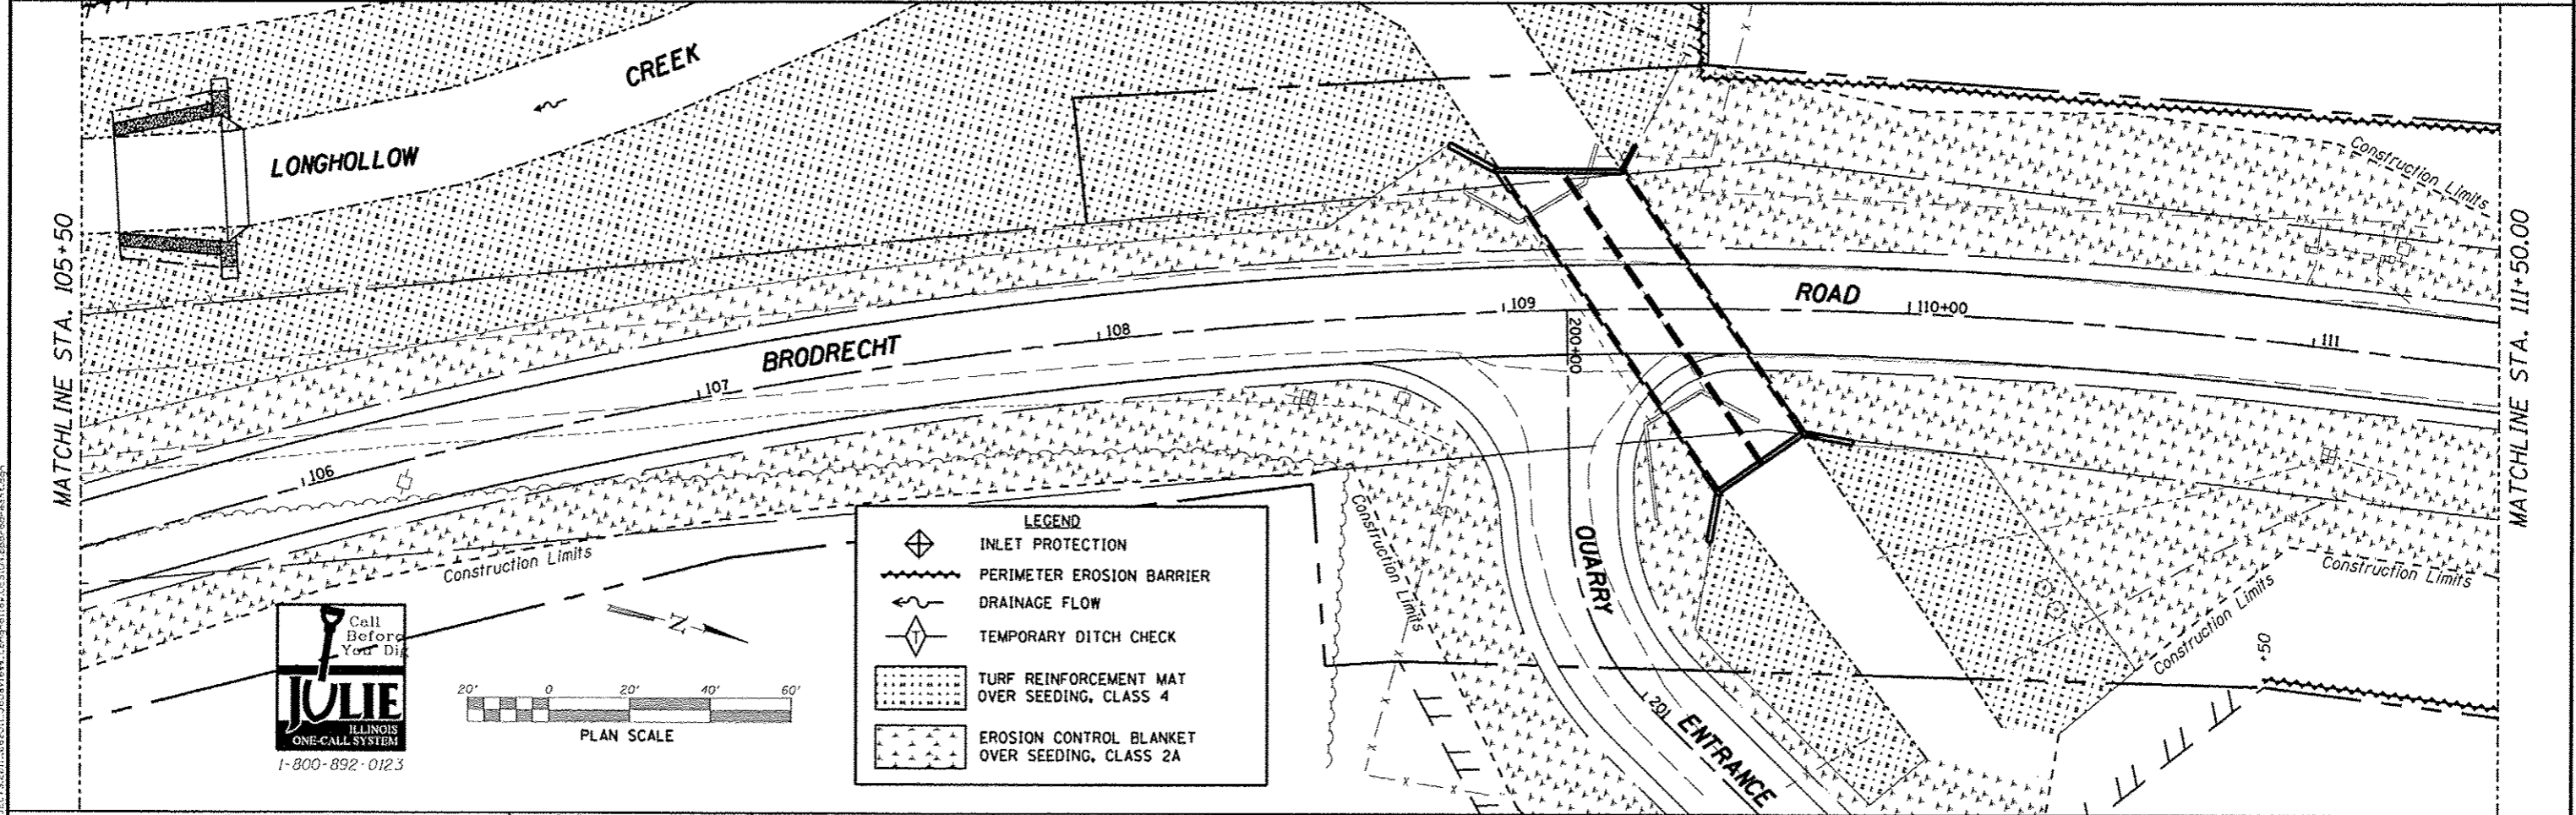 CREEK
LONGHOLLOW
MATCHLINE STA. 105+50
MATCHLINE STA. 111+50.00
Construction Limits
ROAD
BRODRECHT
106
107
108
109
110+00
111
200+00
QUARRY
ENTRANCE
201
Construction Limits
Construction Limits
Construction Limits
Construction Limits
+50
N
LEGEND
INLET PROTECTION
PERIMETER EROSION BARRIER
DRAINAGE FLOW
T
TEMPORARY DITCH CHECK
TURF REINFORCEMENT MAT
OVER SEEDING, CLASS 4
EROSION CONTROL BLANKET
OVER SEEDING, CLASS 2A
Call
Before
You Dig
JULIE
ILLINOIS
ONE-CALL SYSTEM
1-800-892-0123
20' 0 20' 40' 60'
PLAN SCALE